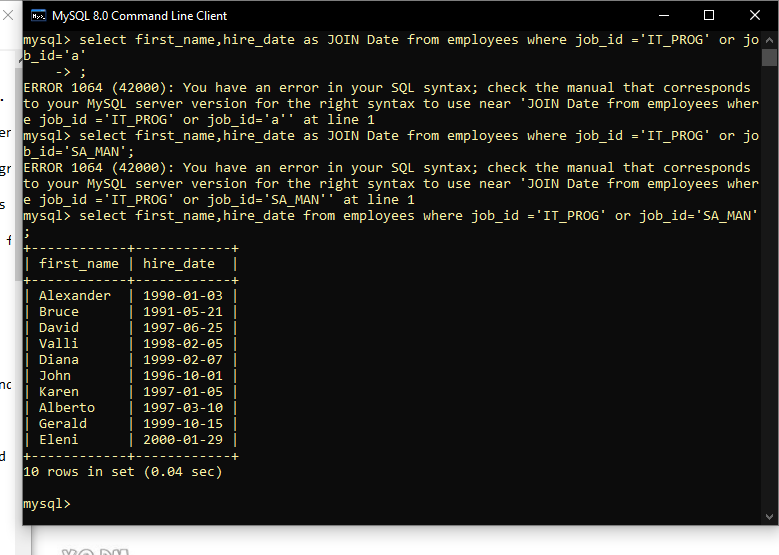 MySQL 8.0 Command Line Client
mysql> select first_name,hire_date as JOIN Date from employees where job_id ='IT_PROG' or jo
b_id='a'
    -> ;
ERROR 1064 (42000): You have an error in your SQL syntax; check the manual that corresponds
to your MySQL server version for the right syntax to use near 'JOIN Date from employees wher
e job_id ='IT_PROG' or job_id='a'' at line 1
mysql> select first_name,hire_date as JOIN Date from employees where job_id ='IT_PROG' or jo
b_id='SA_MAN';
ERROR 1064 (42000): You have an error in your SQL syntax; check the manual that corresponds
to your MySQL server version for the right syntax to use near 'JOIN Date from employees wher
e job_id ='IT_PROG' or job_id='SA_MAN'' at line 1
mysql> select first_name,hire_date from employees where job_id ='IT_PROG' or job_id='SA_MAN'
;
+------------+------------+
| first_name | hire_date  |
+------------+------------+
| Alexander  | 1990-01-03 |
| Bruce      | 1991-05-21 |
| David      | 1997-06-25 |
| Valli      | 1998-02-05 |
| Diana      | 1999-02-07 |
| John       | 1996-10-01 |
| Karen      | 1997-01-05 |
| Alberto    | 1997-03-10 |
| Gerald     | 1999-10-15 |
| Eleni      | 2000-01-29 |
+------------+------------+
10 rows in set (0.04 sec)
mysql>